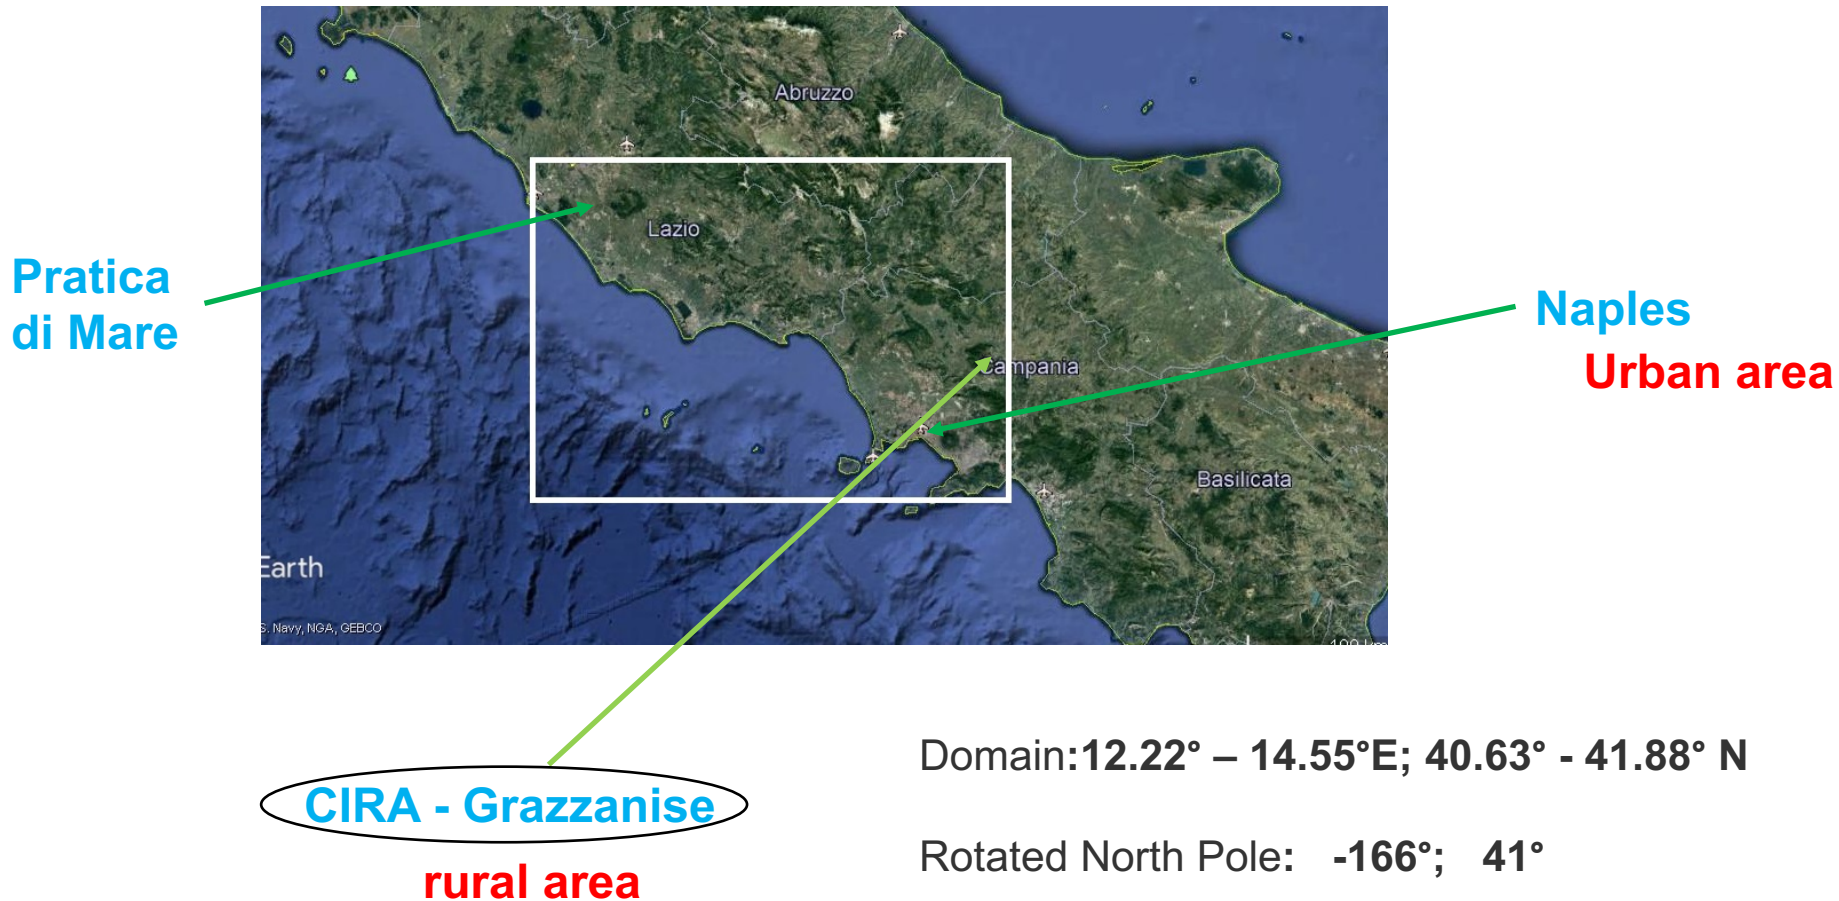 Abruzzo
Lazio
Pratica
di Mare
Naples
Urban area
Campania
Basilicata
Earth
S. Navy, NGA, GEBCO
Domain:12.22° – 14.55°E; 40.63° - 41.88° N
CIRA - Grazzanise
Rotated North Pole: -166°; 41°
rural area